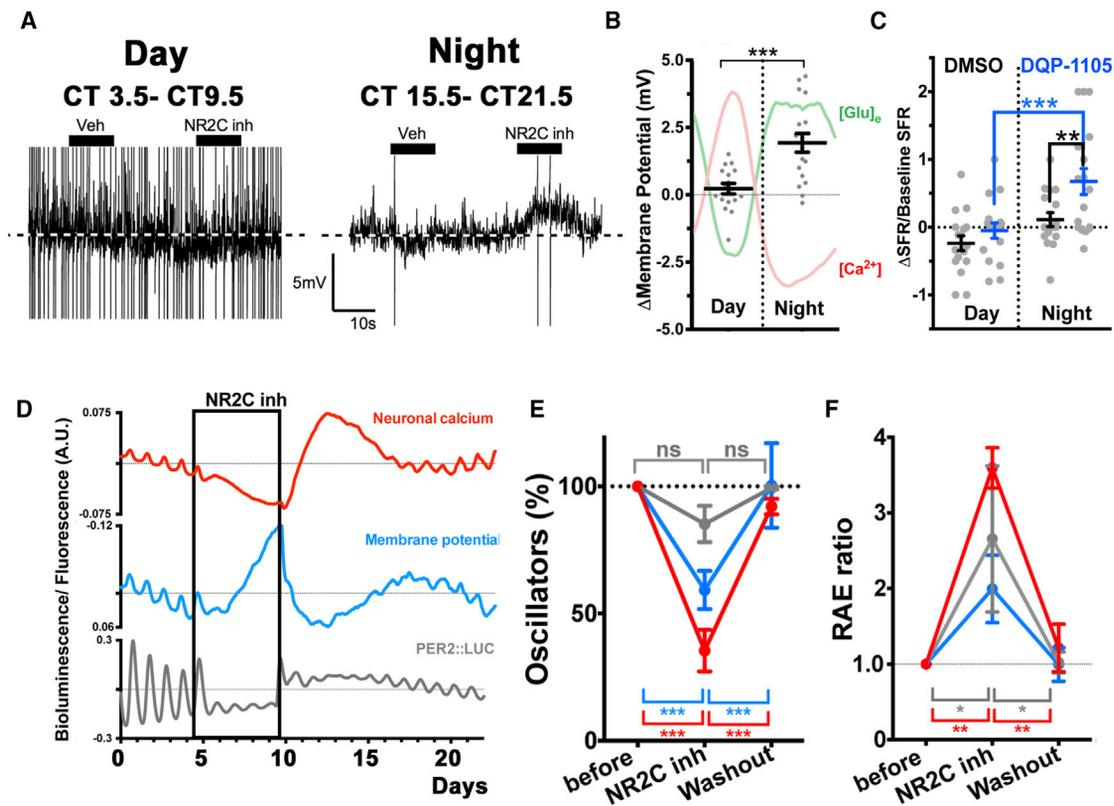 A
Day
CT 3.5- CT9.5
Veh
NR2C inh
Night
CT 15.5- CT21.5
Veh
NR2C inh
5mV
10s
B
ΔMembrane Potential (mV)
5.0
2.5
0.0
-2.5
-5.0
***
[Glu]e
[Ca2+]
Day
Night
C
ΔSFR/Baseline SFR
2
1
0
-1
DMSO
DQP-1105
***
**
Day
Night
D
Bioluminescence/ Fluorescence (A.U.)
NR2C inh
0.075
Neuronal calcium
-0.075
-0.12
Membrane potential
0.06
0.3
PER2::LUC
-0.3
0
5
10
15
20
Days
E
Oscillators (%)
100
50
0
ns
ns
***
***
***
***
before
NR2C inh
Washout
F
RAE ratio
4
3
2
1.0
0
*
*
**
**
before
NR2C inh
Washout